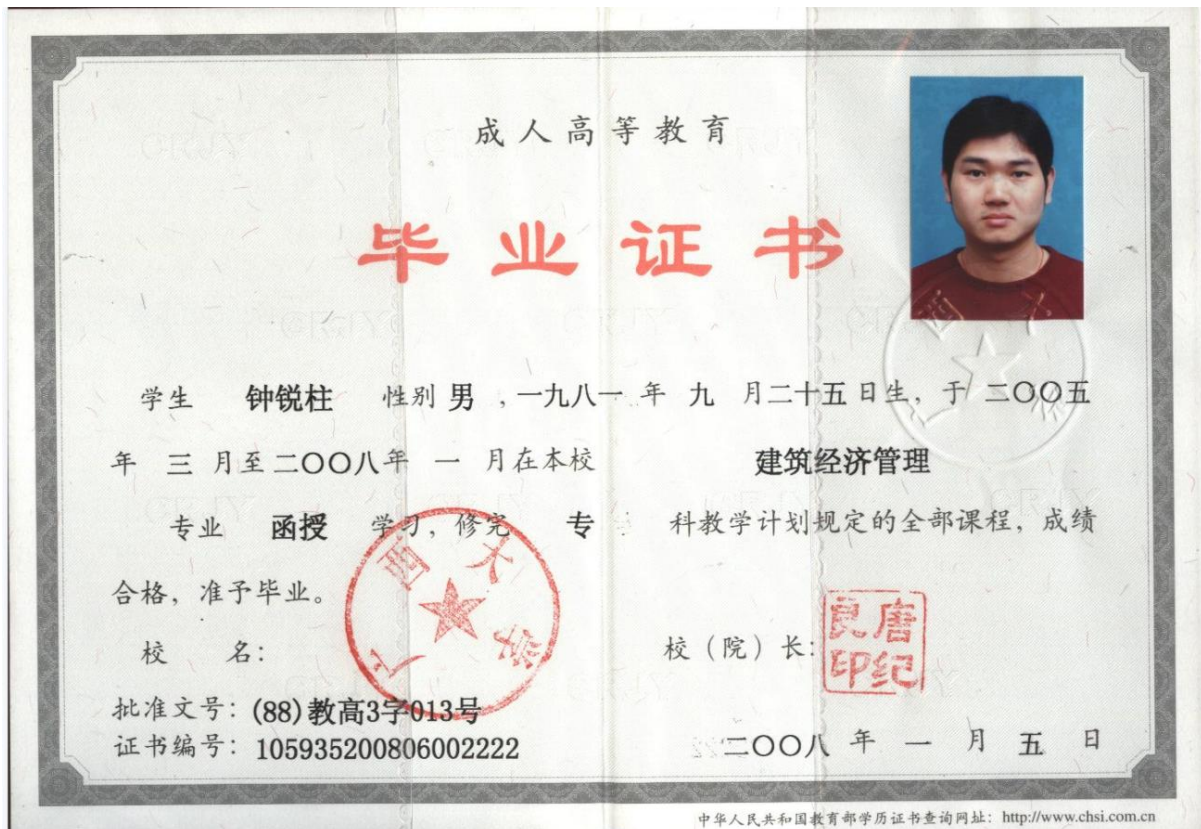 成人高等教育
毕业证书
学生 钟锐柱 性别 男 ，一九八一 年 九 月二十五日生，于 二〇〇五
年 三 月至二〇〇八年 一 月在本校 建筑经济管理
专业 函授 学习，修完 专 科教学计划规定的全部课程，成绩
合格，准予毕业。
广西大学
校 名： 校（院）长：
唐纪良印
批准文号：(88)教高3字013号
证书编号：105935200806002222
二〇〇八 年 一 月 五 日
中华人民共和国教育部学历证书查询网址：http://www.chsi.com.cn